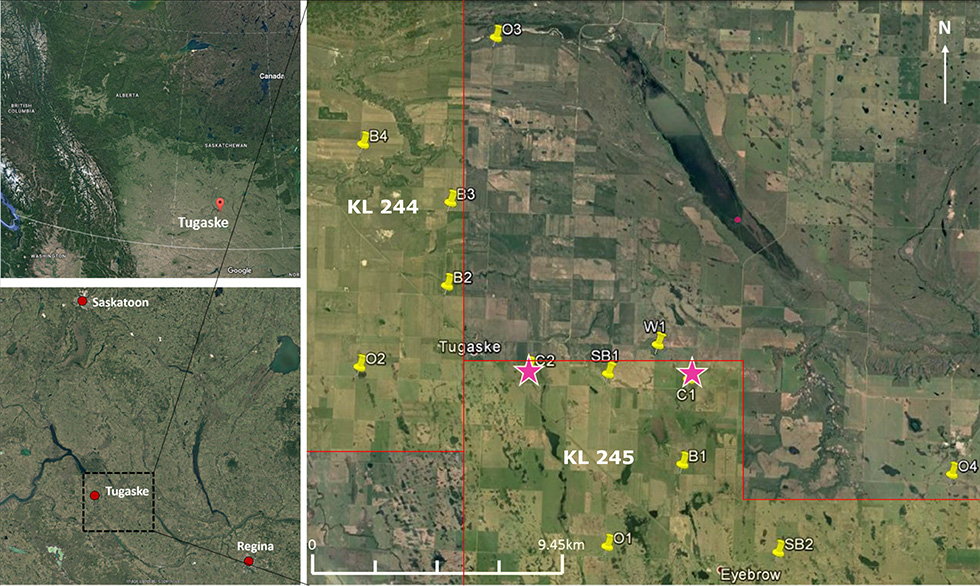 Canada
BRITISH
COLUMBIA
ALBERTA
SASKATCHEWAN
Tugaske
WASHINGTON
Google
NOR
Saskatoon
Tugaske
Regina
O3
N
B4
B3
KL 244
B2
W1
Tugaske
O2
C2
SB1
C1
KL 245
B1
O4
O1
SB2
0
9.45km
Eyebrow